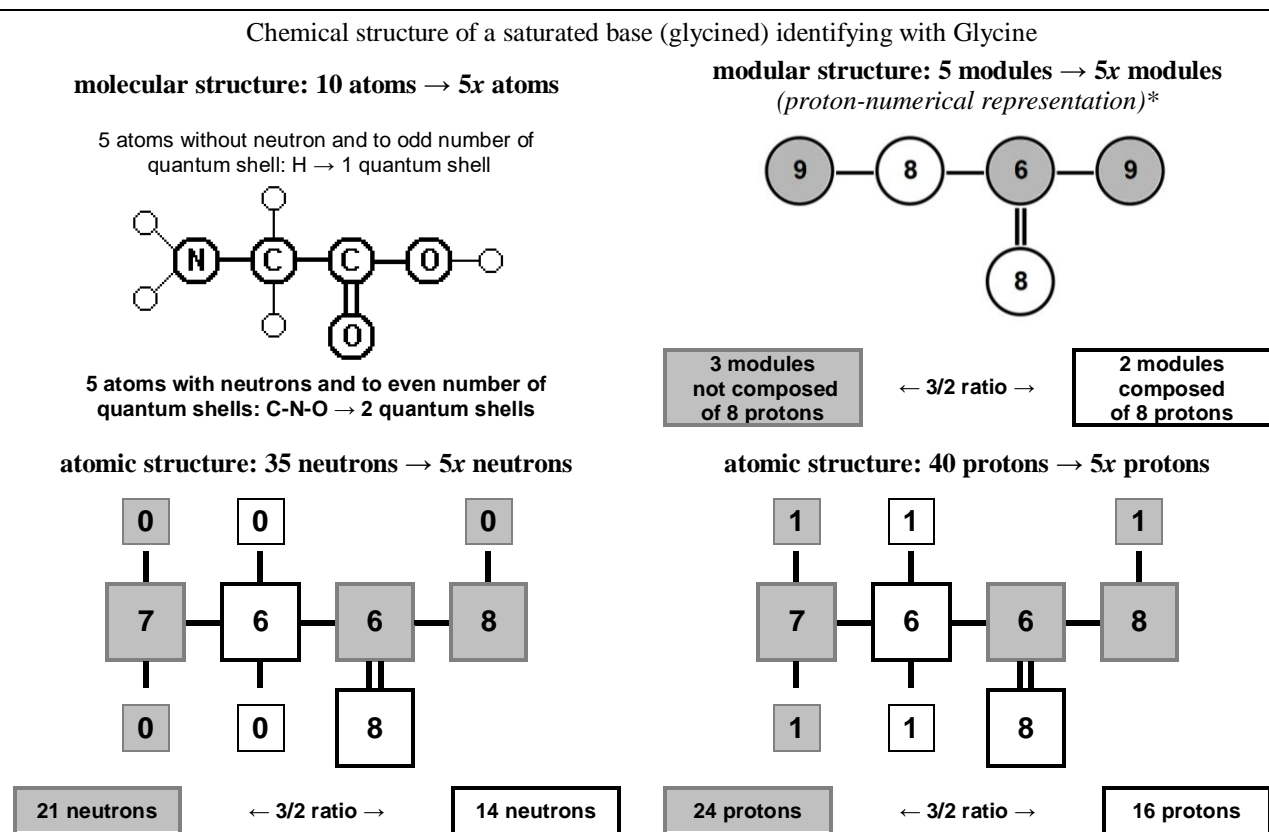 Chemical structure of a saturated base (glycined) identifying with Glycine
molecular structure: 10 atoms → 5x atoms
5 atoms without neutron and to odd number of
quantum shell: H → 1 quantum shell
N C C O
O
5 atoms with neutrons and to even number of
quantum shells: C-N-O → 2 quantum shells
modular structure: 5 modules → 5x modules
(proton-numerical representation)*
9 8 6 9
8
3 modules
not composed
of 8 protons
← 3/2 ratio →
2 modules
composed
of 8 protons
atomic structure: 35 neutrons → 5x neutrons
0 0 0
7 6 6 8
0 0 8
21 neutrons ← 3/2 ratio → 14 neutrons
atomic structure: 40 protons → 5x protons
1 1 1
7 6 6 8
1 1 8
24 protons ← 3/2 ratio → 16 protons